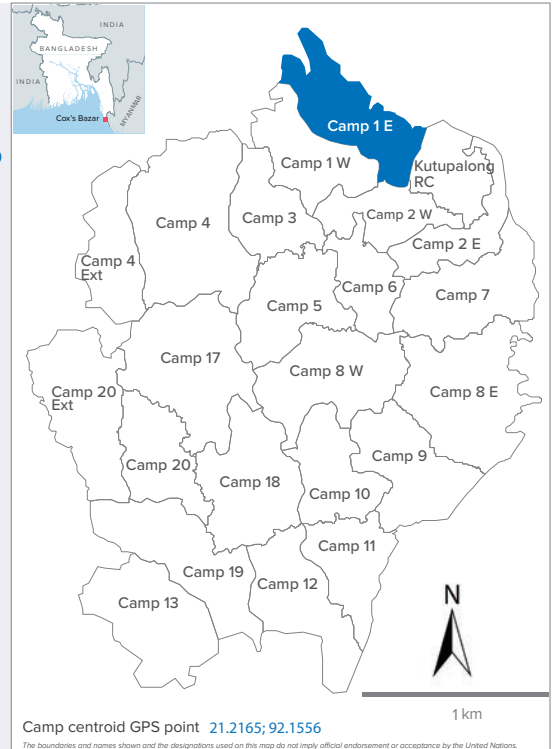 INDIA
BANGLADESH
INDIA
MYANMAR
Cox's Bazar
Camp 1 E
Camp 1 W
Kutupalong
RC
Camp 4
Camp 3
Camp 2 W
Camp 2 E
Camp 4
Ext
Camp 6
Camp 7
Camp 5
Camp 17
Camp 8 W
Camp 20
Ext
Camp 8 E
Camp 9
Camp 20
Camp 18
Camp 10
Camp 11
Camp 19
Camp 12
Camp 13
N
1 km
Camp centroid GPS point 21.2165; 92.1556
The boundaries and names shown and the designations used on this map do not imply official endorsement or acceptance by the United Nations.